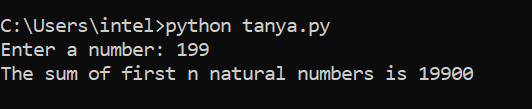 C:\Users\intel>python tanya.py
Enter a number: 199
The sum of first n natural numbers is 19900